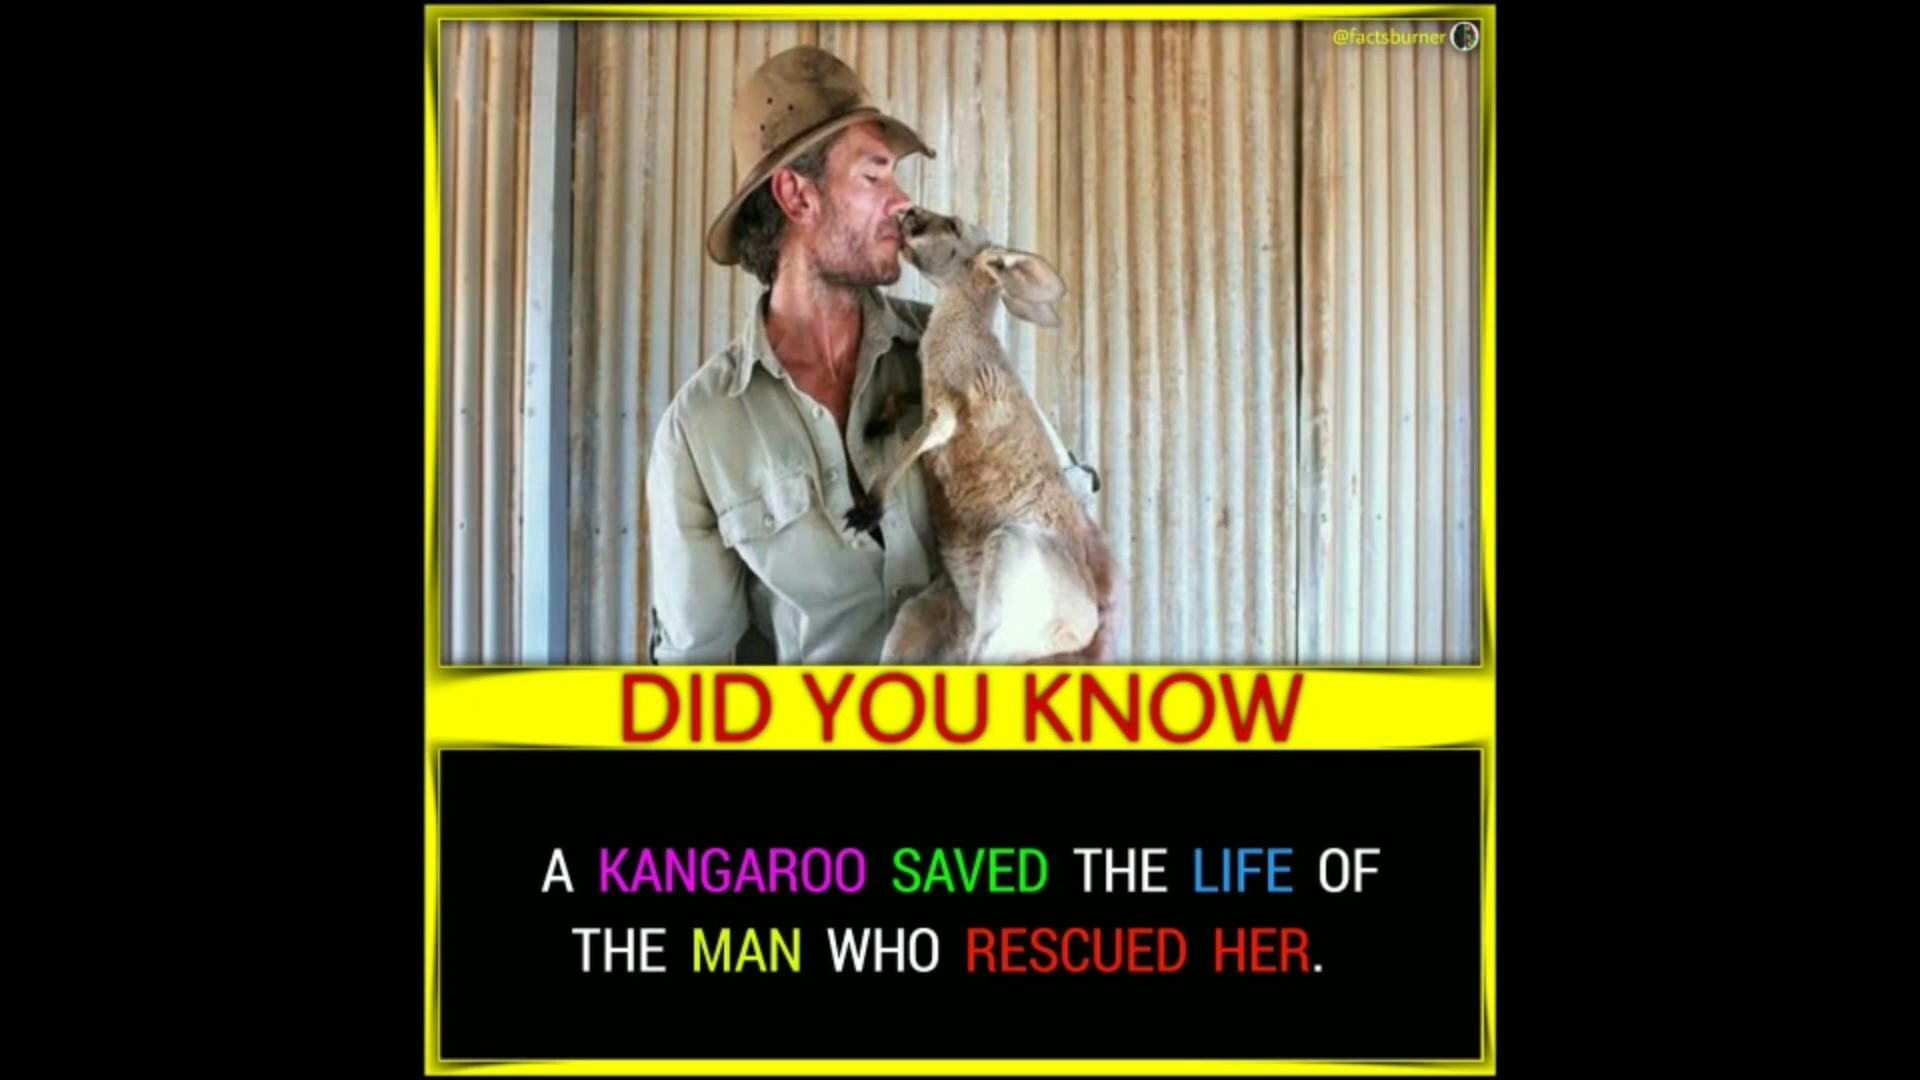 @factsburner
DID YOU KNOW
A KANGAROO SAVED THE LIFE OF
THE MAN WHO RESCUED HER.